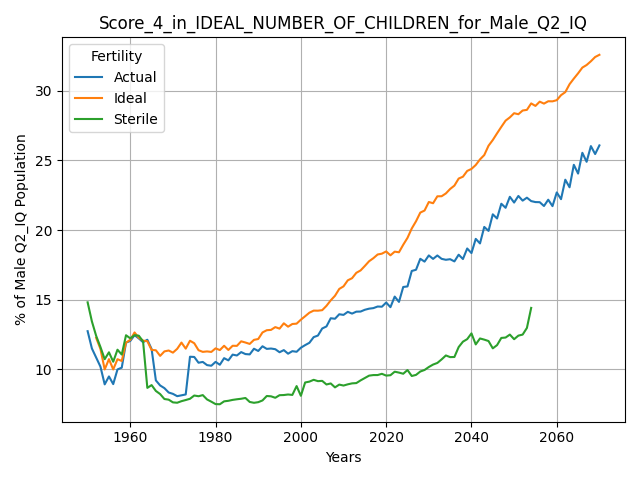 Score_4_in_IDEAL_NUMBER_OF_CHILDREN_for_Male_Q2_IQ
Fertility
Actual
Ideal
Sterile
% of Male Q2_IQ Population
30
25
20
15
10
1960
1980
2000
2020
2040
2060
Years